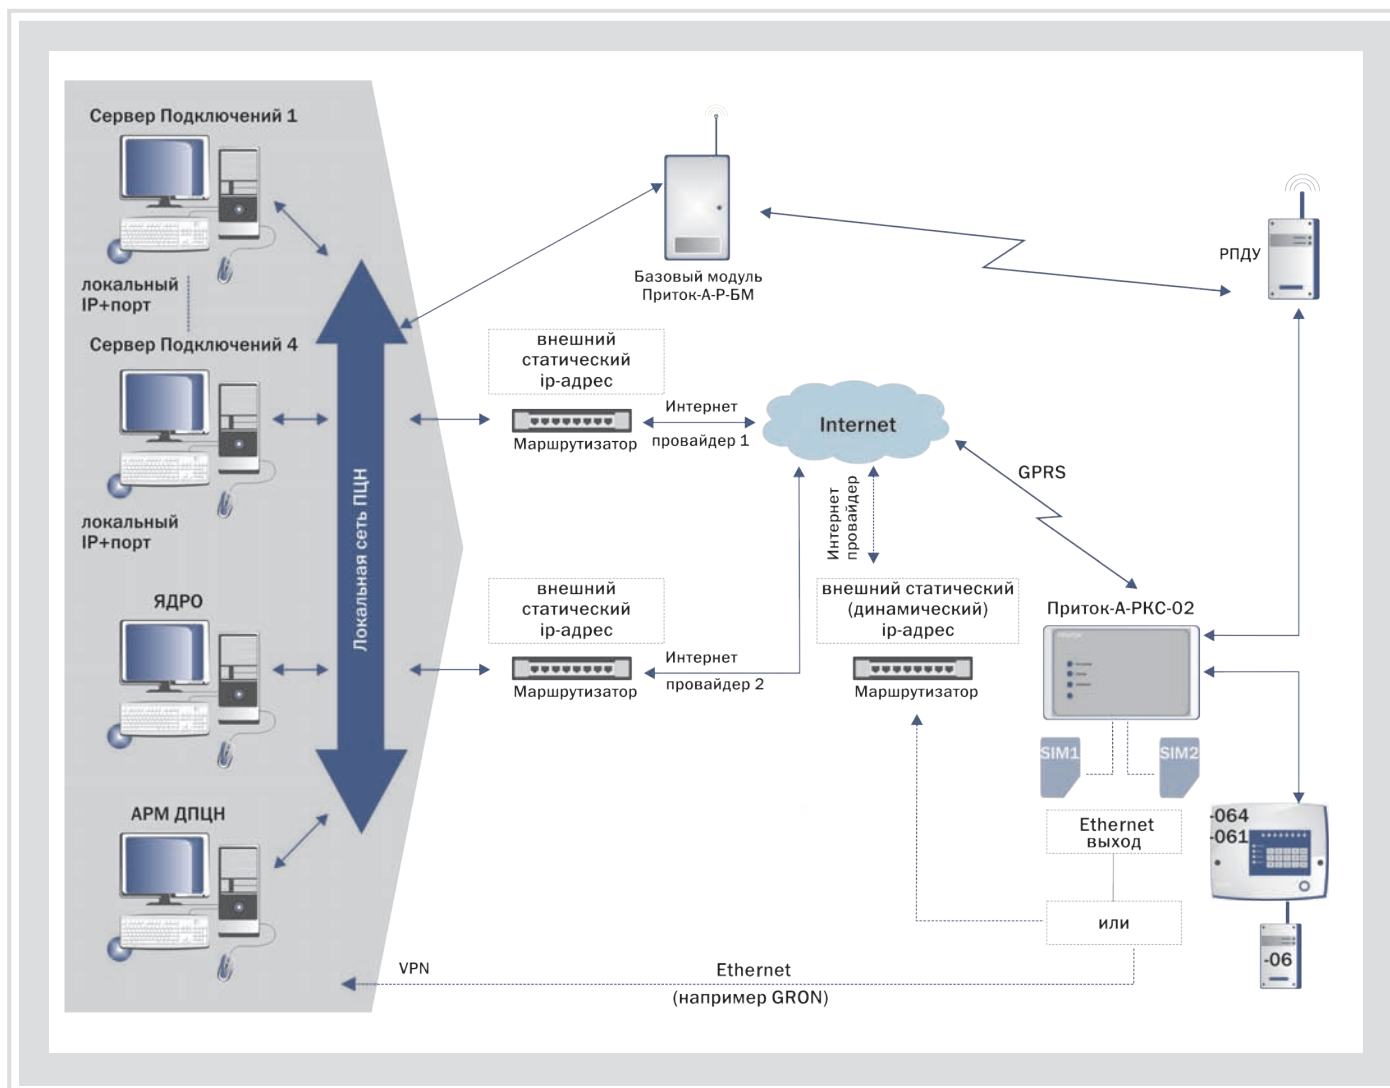 Сервер Подключений 1
локальный
IP+порт
Сервер Подключений 4
локальный
IP+порт
ЯДРО
АРМ ДПЦН
Локальная сеть ПЦН
Базовый модуль
Приток-А-Р-БМ
РПДУ
внешний
статический
ip-адрес
Маршрутизатор
Интернет
провайдер 1
Internet
GPRS
Интернет
провайдер
внешний
статический
ip-адрес
Маршрутизатор
Интернет
провайдер 2
внешний статический
(динамический)
ip-адрес
Маршрутизатор
Приток-А-РКС-02
SIM1
SIM2
Ethernet
выход
или
-064
-061
-06
VPN
Ethernet
(например GRON)